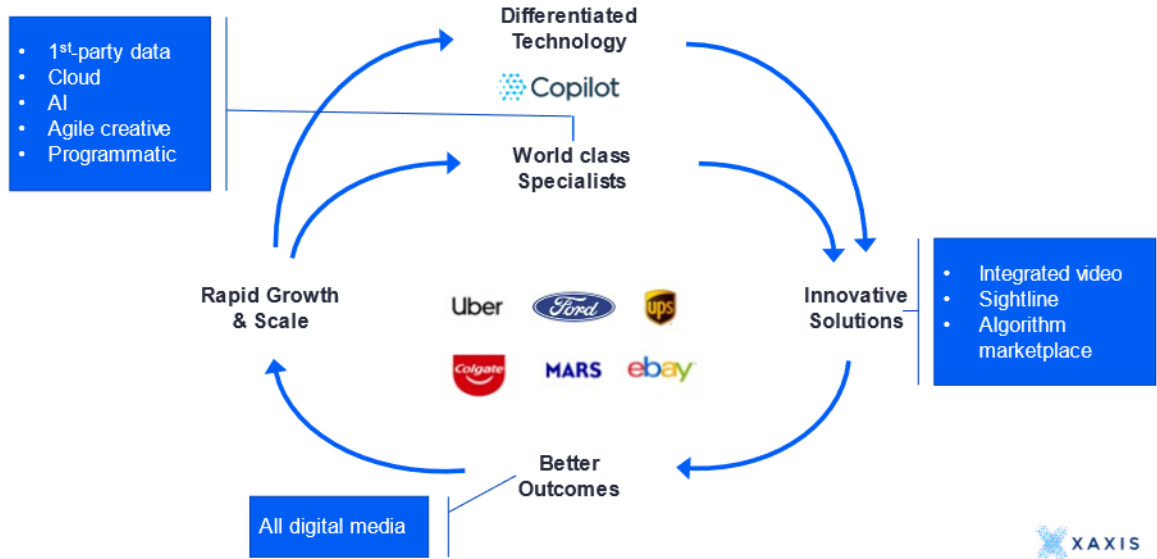 Differentiated
Technology
Copilot
• 1st-party data
• Cloud
• AI
• Agile creative
• Programmatic
World class
Specialists
Rapid Growth
& Scale
Uber
Ford
ups
Colgate
MARS
ebay
Innovative
Solutions
• Integrated video
• Sightline
• Algorithm
marketplace
Better
Outcomes
All digital media
XAXIS